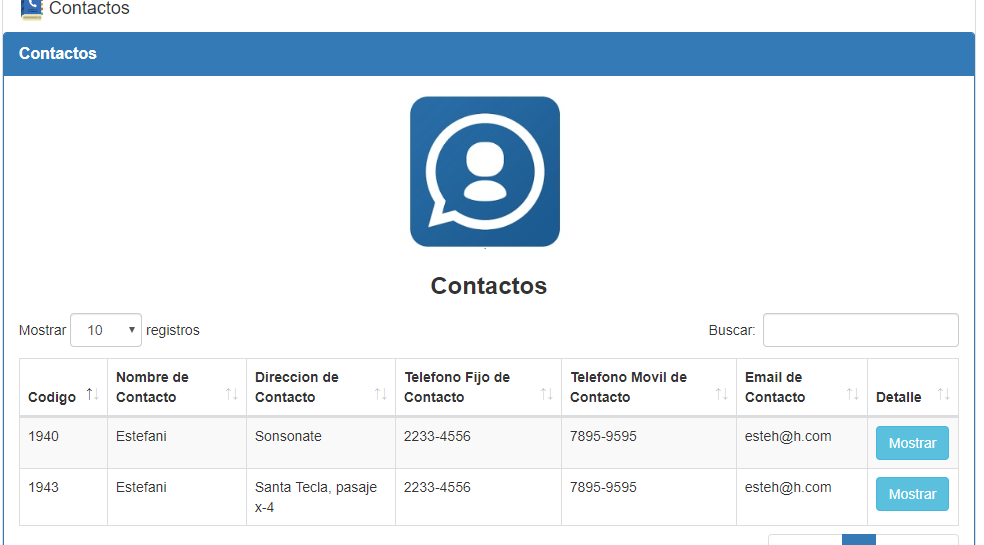 Contactos
Contactos
Contactos
Mostrar 10 registros Buscar:
Codigo Nombre de Contacto Direccion de Contacto Telefono Fijo de Contacto Telefono Movil de Contacto Email de Contacto Detalle
1940 Estefani Sonsonate 2233-4556 7895-9595 esteh@h.com Mostrar
1943 Estefani Santa Tecla, pasaje x-4 2233-4556 7895-9595 esteh@h.com Mostrar